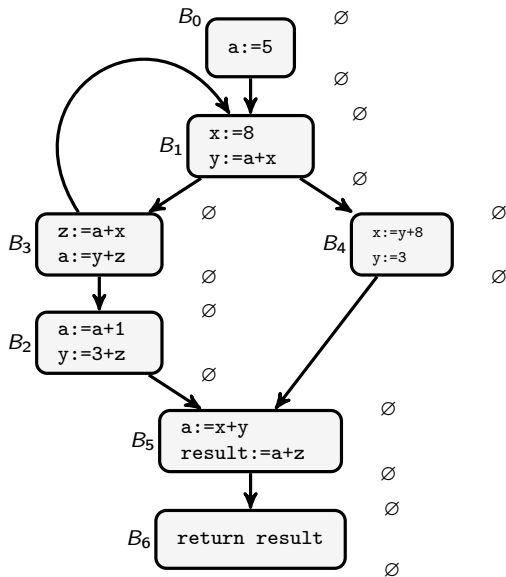 B0
a:=5
∅
∅
B1
x:=8
y:=a+x
∅
∅
B3
z:=a+x
a:=y+z
∅
∅
B4
x:=y+8
y:=3
∅
∅
B2
a:=a+1
y:=3+z
∅
∅
B5
a:=x+y
result:=a+z
∅
∅
B6
return result
∅
∅